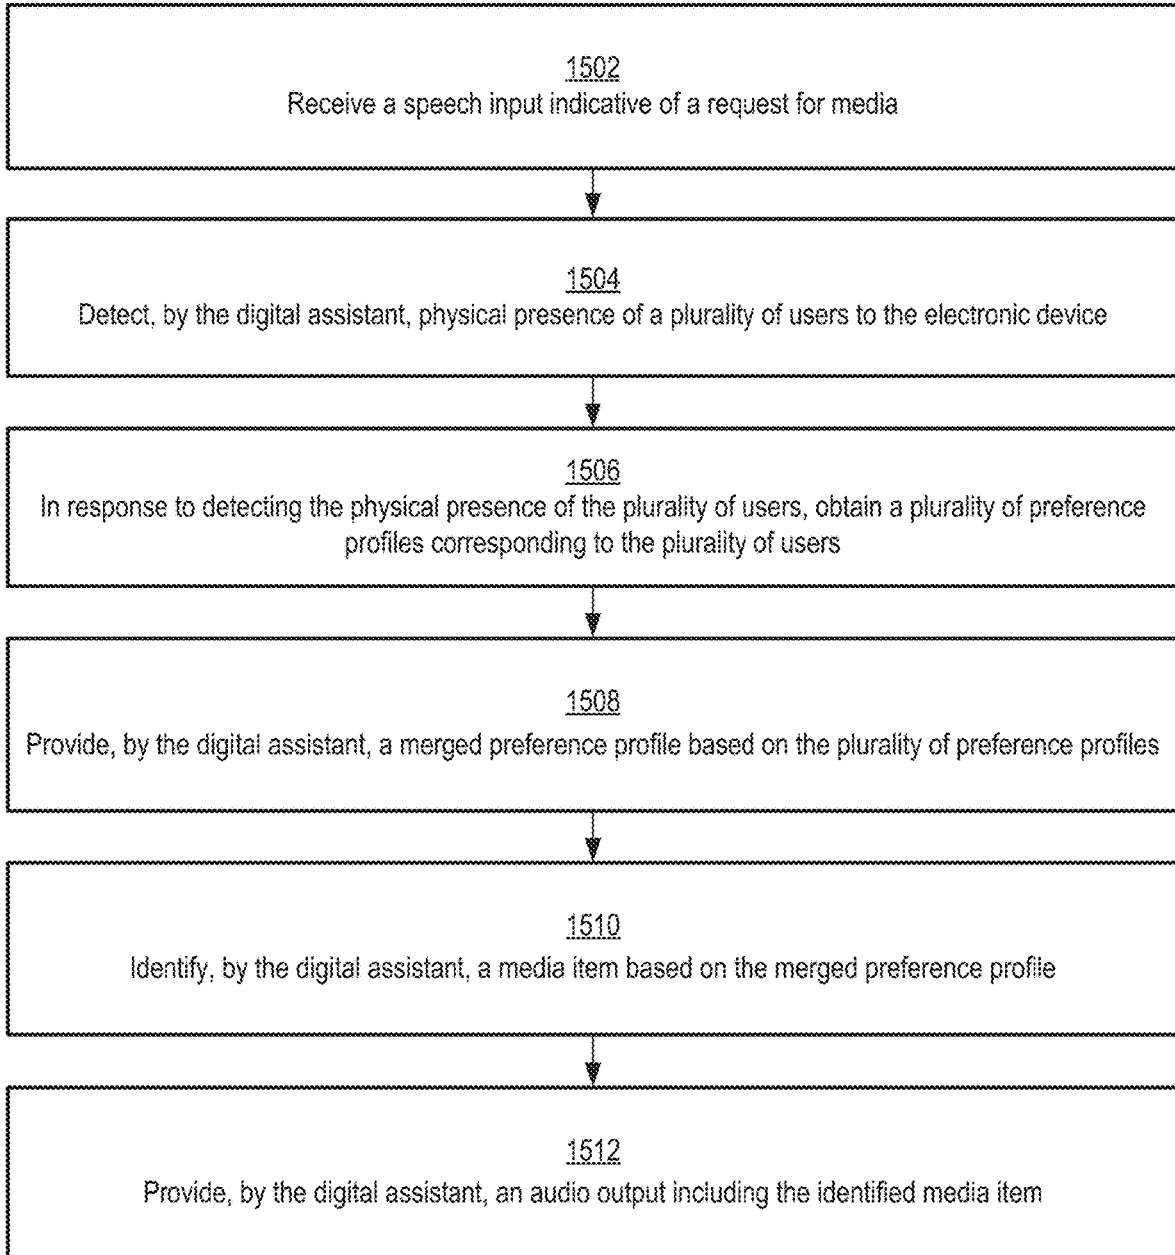 1502
Receive a speech input indicative of a request for media
1504
Detect, by the digital assistant, physical presence of a plurality of users to the electronic device
1506
In response to detecting the physical presence of the plurality of users, obtain a plurality of preference
profiles corresponding to the plurality of users
1508
Provide, by the digital assistant, a merged preference profile based on the plurality of preference profiles
1510
Identify, by the digital assistant, a media item based on the merged preference profile
1512
Provide, by the digital assistant, an audio output including the identified media item